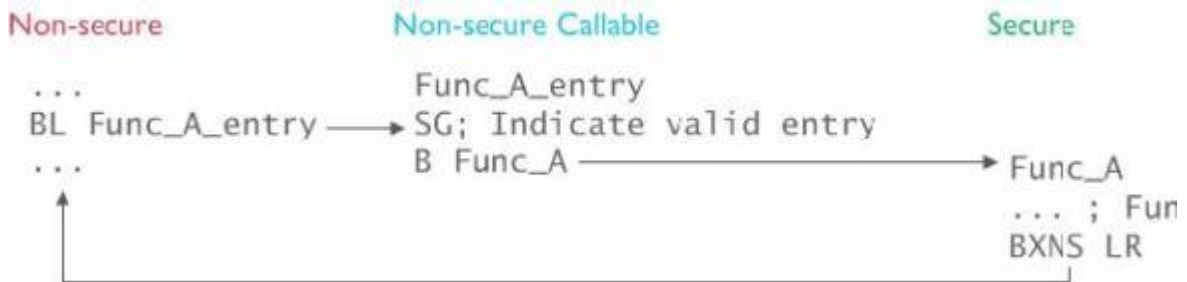 Non-secure
Non-secure Callable
Secure
...
BL Func_A_entry
...
Func_A_entry
SG; Indicate valid entry
B Func_A
Func_A
... ; Fun
BXNS LR